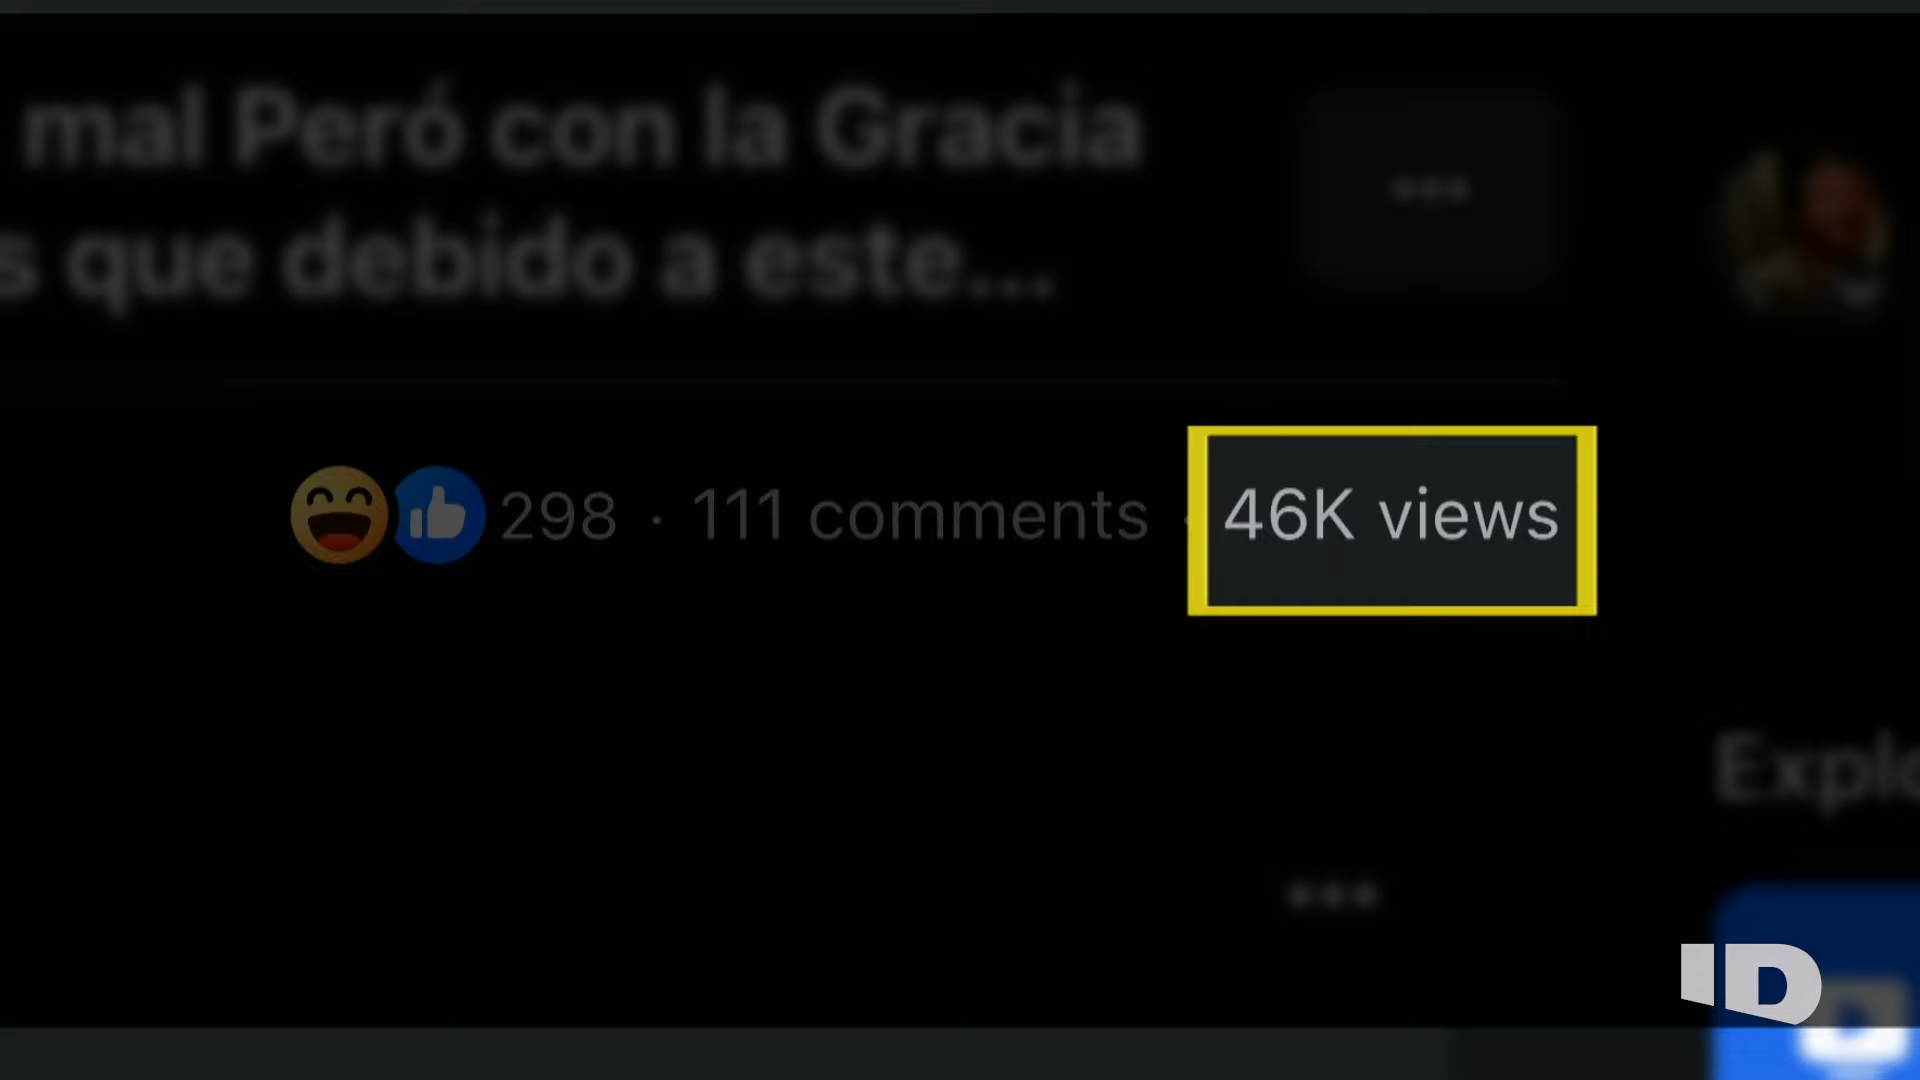 mal Peró con la Gracia
s que debido a este...
298 · 111 comments · 46K views
Explo
ID